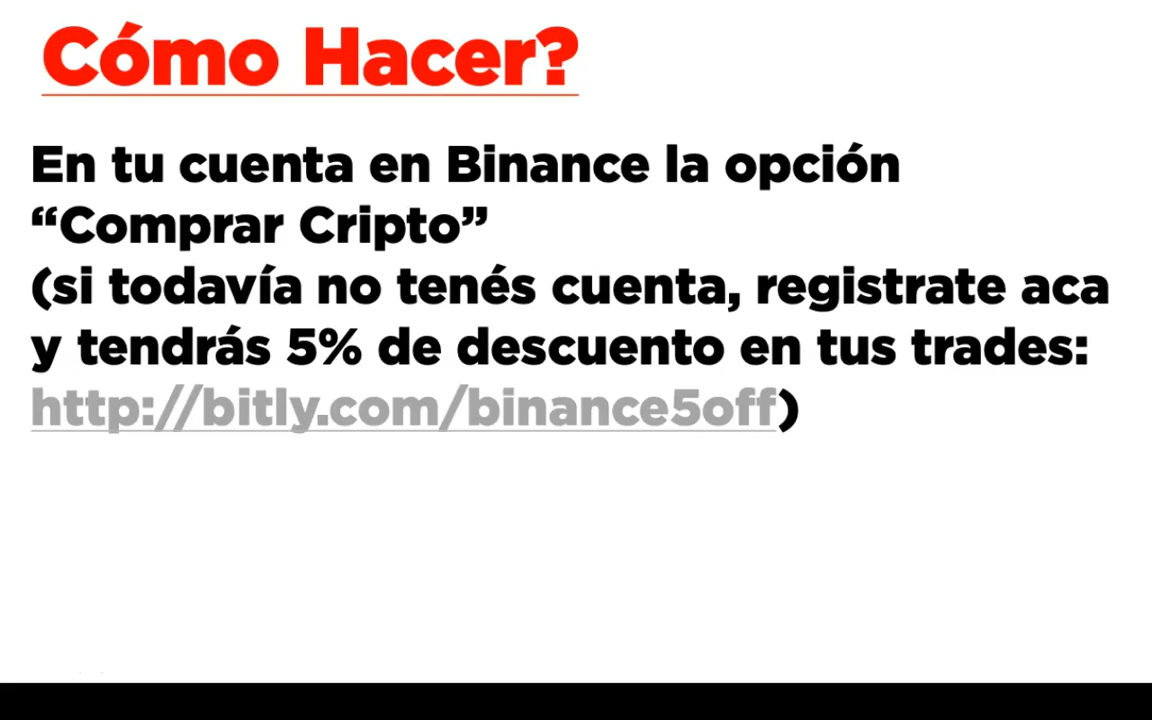 Cómo Hacer?
En tu cuenta en Binance la opción
“Comprar Cripto”
(si todavía no tenés cuenta, registrate aca
y tendrás 5% de descuento en tus trades:
http://bitly.com/binance5off)